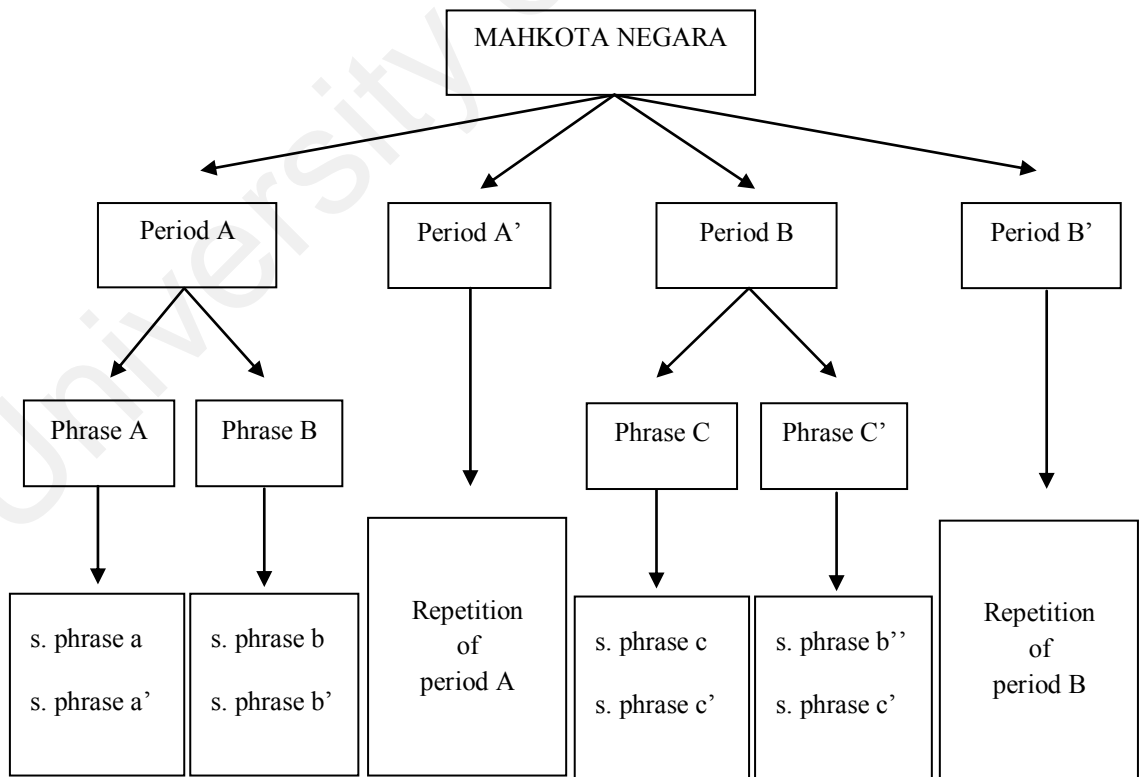 University
MAHKOTA NEGARA
Period A
Period A’
Period B
Period B’
Phrase A
Phrase B
Phrase C
Phrase C’
s. phrase a
s. phrase a’
s. phrase b
s. phrase b’
Repetition
of
period A
s. phrase c
s. phrase c’
s. phrase b’’
s. phrase c’
Repetition
of
period B